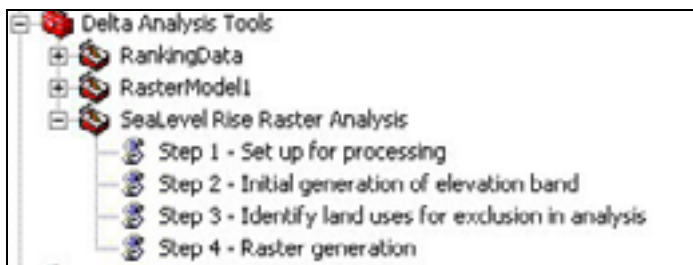 Delta Analysis Tools
RankingData
RasterModel1
SeaLevel Rise Raster Analysis
Step 1 - Set up for processing
Step 2 - Initial generation of elevation band
Step 3 - Identify land uses for exclusion in analysis
Step 4 - Raster generation